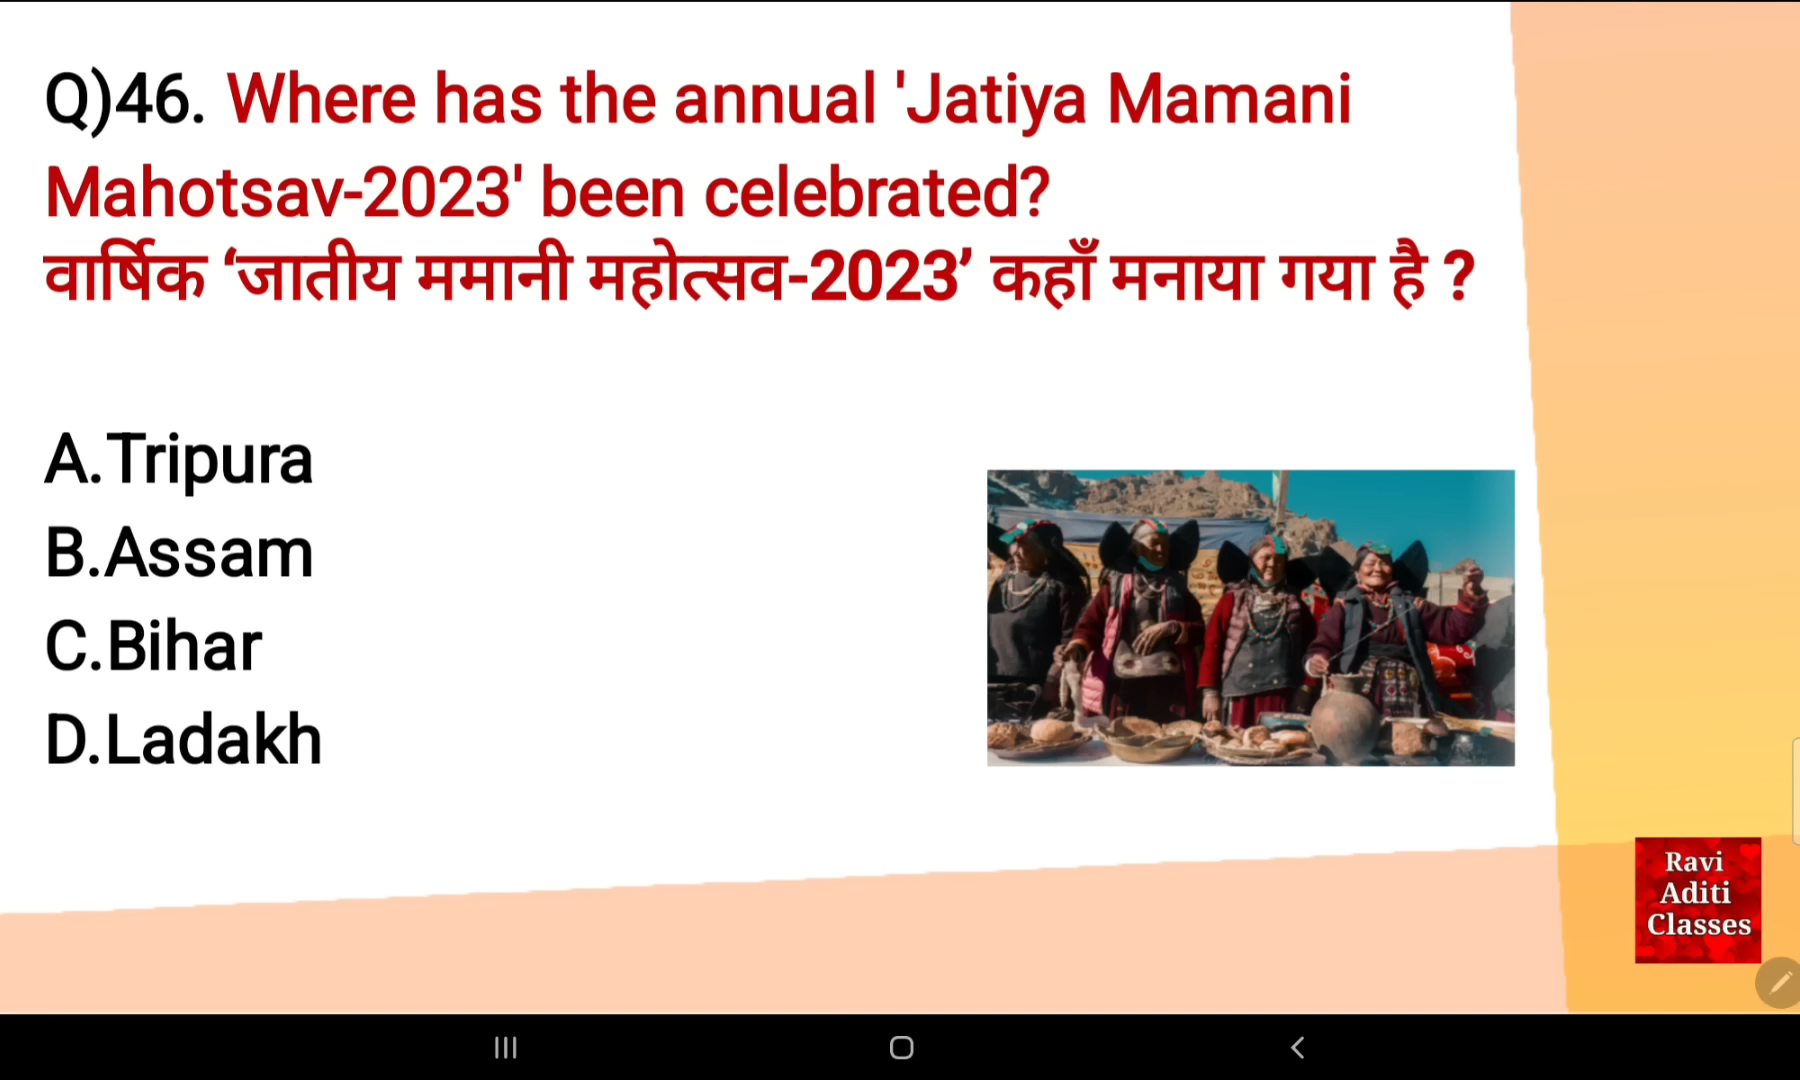 Q)46. Where has the annual 'Jatiya Mamani
Mahotsav-2023' been celebrated?
वार्षिक ‘जातीय ममानी महोत्सव-2023’ कहाँ मनाया गया है ?
A.Tripura
B.Assam
C.Bihar
D.Ladakh
Ravi
Aditi
Classes